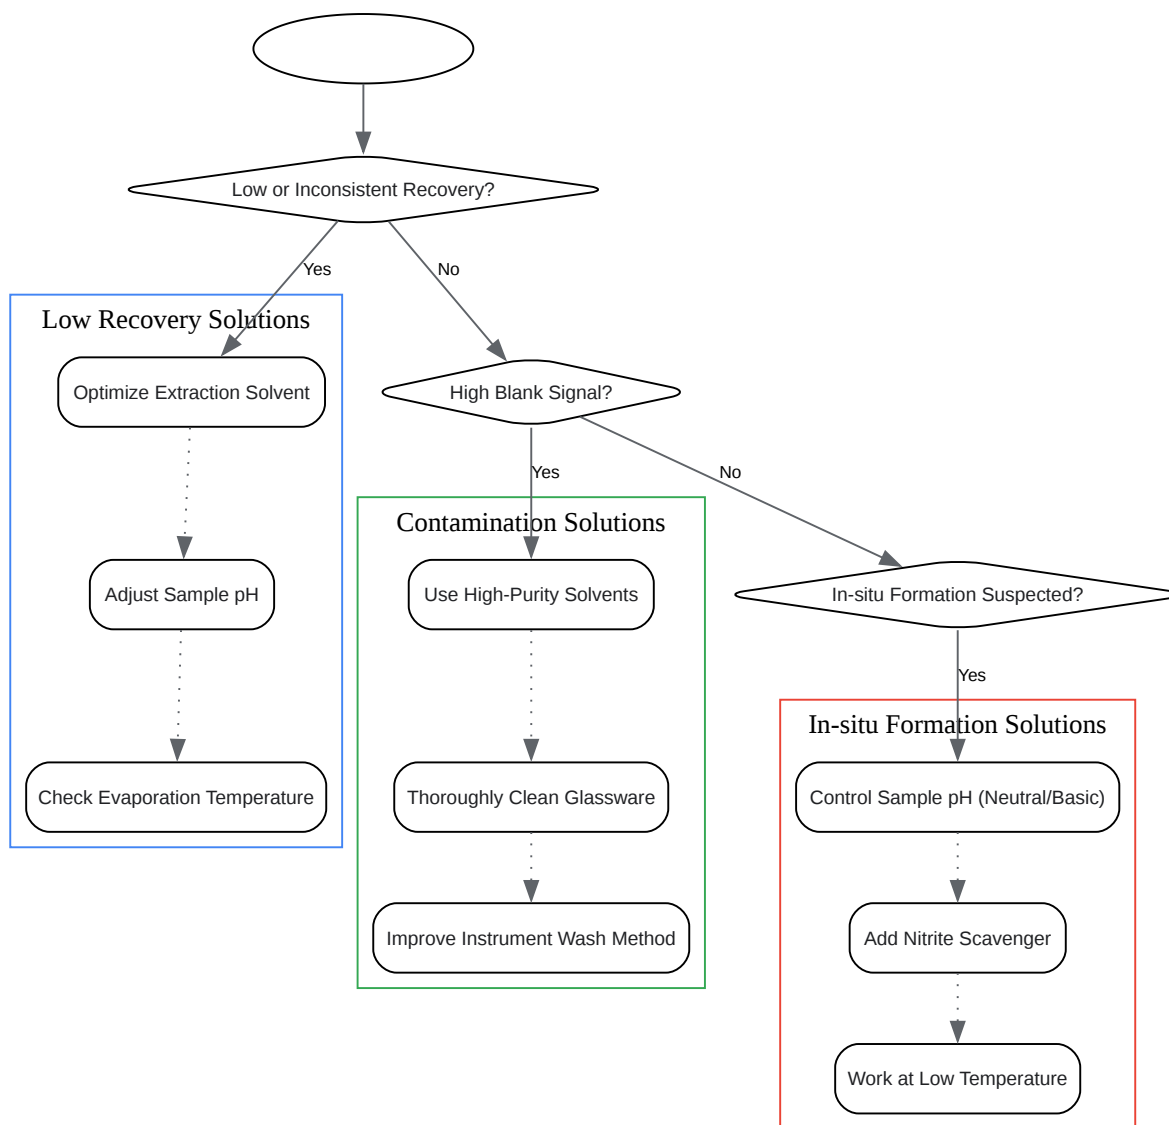 Low or Inconsistent Recovery?
Yes
No
Low Recovery Solutions
Optimize Extraction Solvent
High Blank Signal?
Yes
No
Contamination Solutions
Adjust Sample pH
Use High-Purity Solvents
In-situ Formation Suspected?
Yes
In-situ Formation Solutions
Check Evaporation Temperature
Thoroughly Clean Glassware
Control Sample pH (Neutral/Basic)
Improve Instrument Wash Method
Add Nitrite Scavenger
Work at Low Temperature